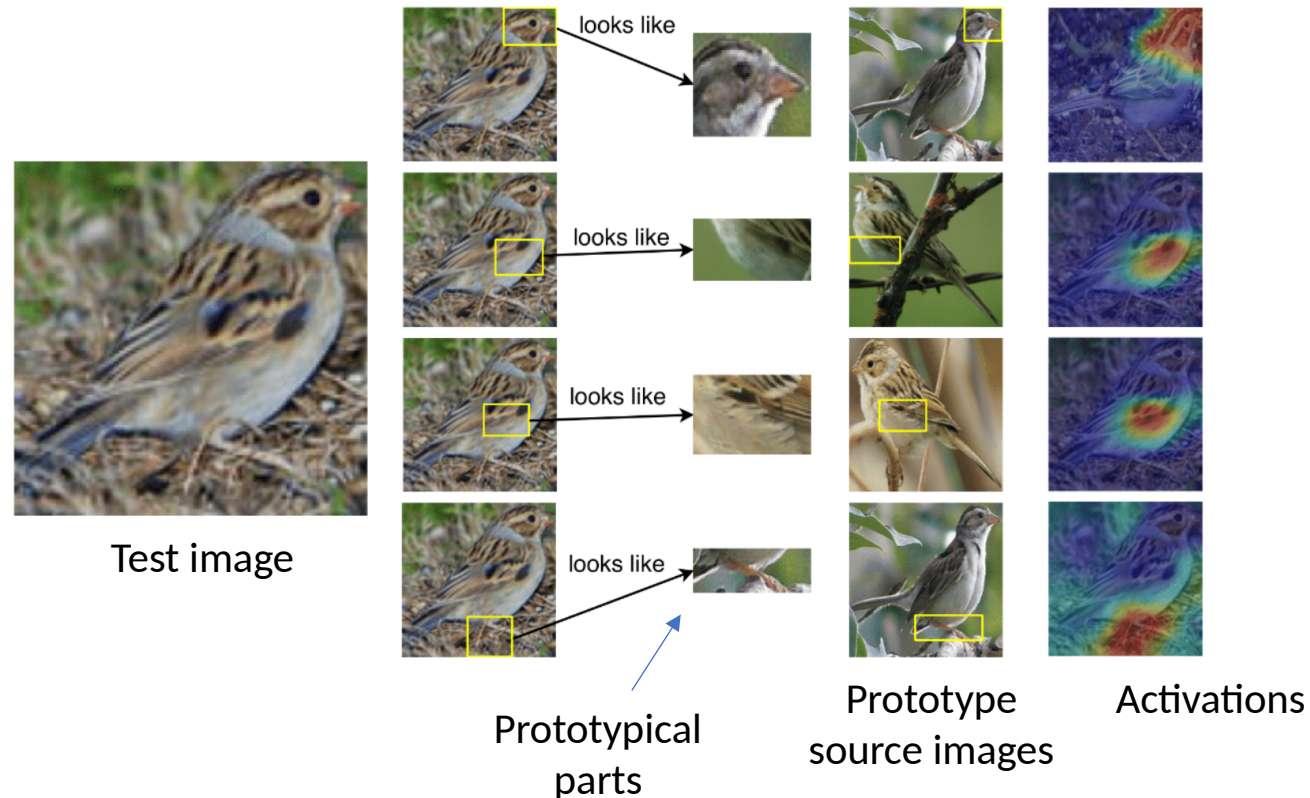 looks like
looks like
looks like
looks like
Test image
Prototypical
parts
Prototype
source images
Activations